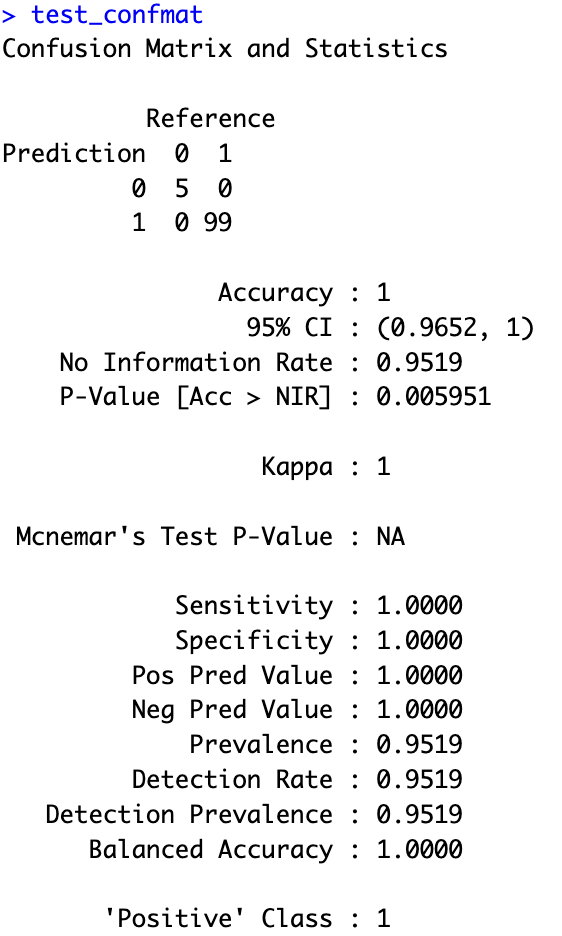 > test_confmat
Confusion Matrix and Statistics
Reference
Prediction 0 1
0 5 0
1 0 99
Accuracy : 1
95% CI : (0.9652, 1)
No Information Rate : 0.9519
P-Value [Acc > NIR] : 0.005951
Kappa : 1
Mcnemar's Test P-Value : NA
Sensitivity : 1.0000
Specificity : 1.0000
Pos Pred Value : 1.0000
Neg Pred Value : 1.0000
Prevalence : 0.9519
Detection Rate : 0.9519
Detection Prevalence : 0.9519
Balanced Accuracy : 1.0000
'Positive' Class : 1